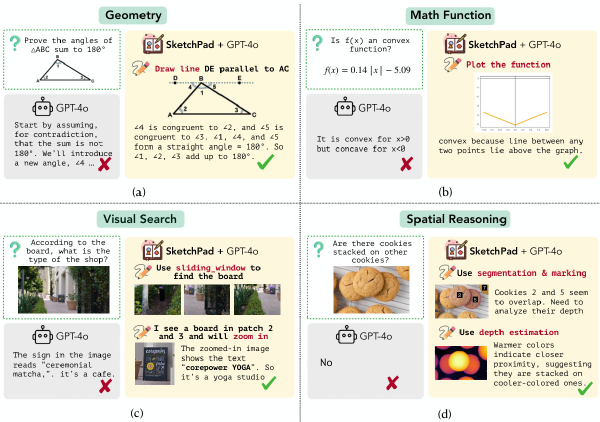 Geometry
Prove the angles of
△ABC sum to 180°
B
1
2
3
A
C
GPT-4o
Start by assuming,
for contradiction,
that the sum is not
180°. We'll introduce
a new angle, ∠4 …
SketchPad + GPT-4o
Draw line DE parallel to AC
D
B
E
4
5
1
2
3
A
C
∠4 is congruent to ∠2, and ∠5 is
congruent to ∠3. ∠1, ∠4, and ∠5
form a straight angle = 180°. So
∠1, ∠2, ∠3 add up to 180°.
(a)
Math Function
Is f(x) an convex
function?
f(x) = 0.14 |x| − 5.09
GPT-4o
It is convex for x>0
but concave for x<0
SketchPad + GPT-4o
Plot the function
convex because line between any
two points lie above the graph.
(b)
Visual Search
According to the
board, what is the
type of the shop?
GPT-4o
The sign in the image
reads "ceremonial
matcha,". it's a cafe.
SketchPad + GPT-4o
Use sliding_window to
find the board
I see a board in patch 2
and 3 and will zoom in
The zoomed-in image
shows the text
"corepower YOGA". So
it's a yoga studio
(c)
Spatial Reasoning
Are there cookies
stacked on other
cookies?
GPT-4o
No
SketchPad + GPT-4o
Use segmentation & marking
2
5
Cookies 2 and 5 seem
to overlap. Need to
analyze their depth
Use depth estimation
Warmer colors
indicate closer
proximity, suggesting
they are stacked on
cooler-colored ones.
(d)